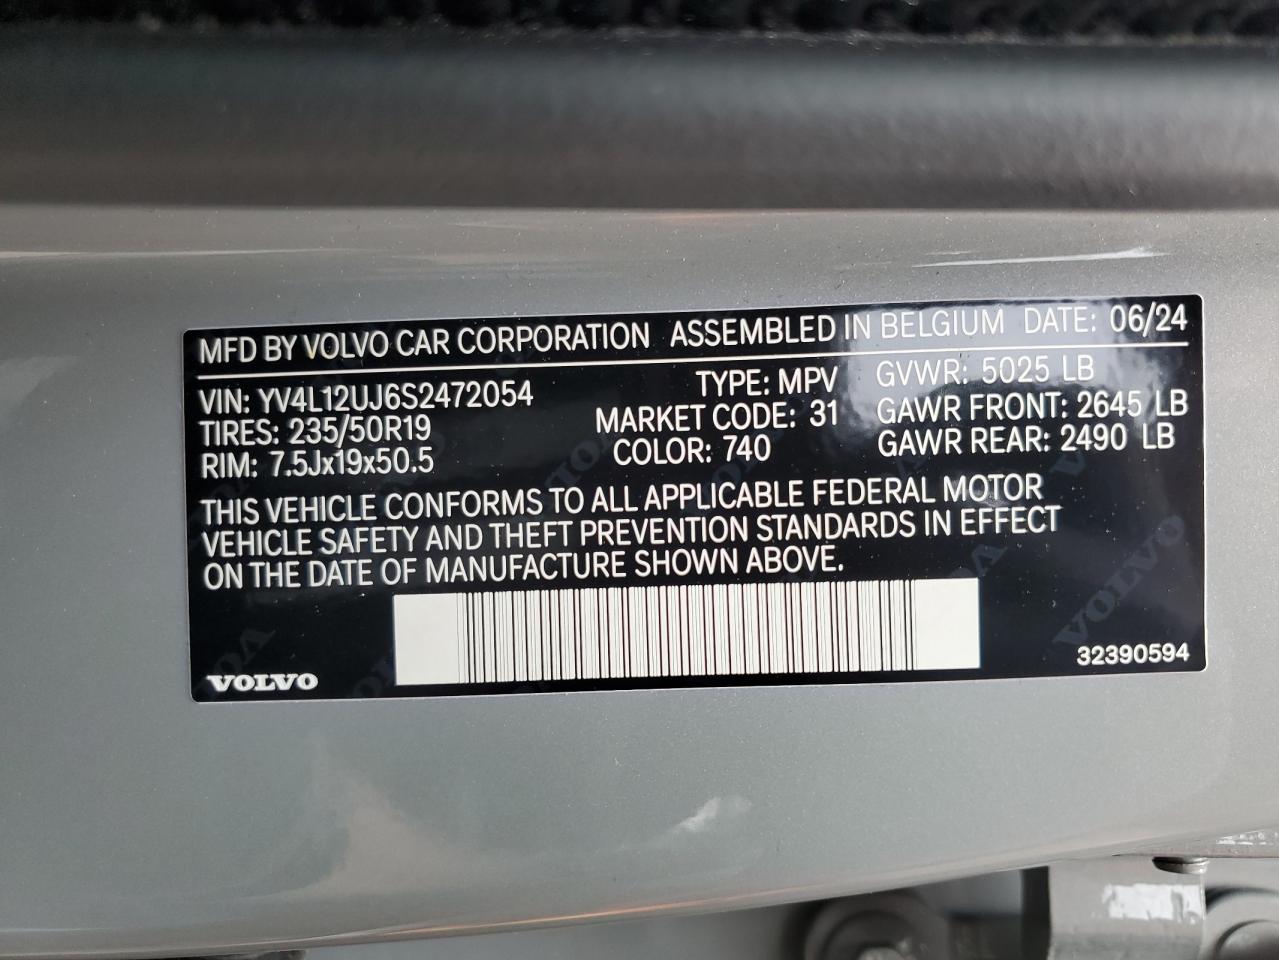 MFD BY VOLVO CAR CORPORATION ASSEMBLED IN BELGIUM DATE: 06/24
VIN: YV4L12UJ6S2472054 TYPE: MPV GVWR: 5025 LB
TIRES: 235/50R19 MARKET CODE: 31 GAWR FRONT: 2645 LB
RIM: 7.5Jx19x50.5 COLOR: 740 GAWR REAR: 2490 LB
THIS VEHICLE CONFORMS TO ALL APPLICABLE FEDERAL MOTOR
VEHICLE SAFETY AND THEFT PREVENTION STANDARDS IN EFFECT
ON THE DATE OF MANUFACTURE SHOWN ABOVE.
VOLVO 32390594